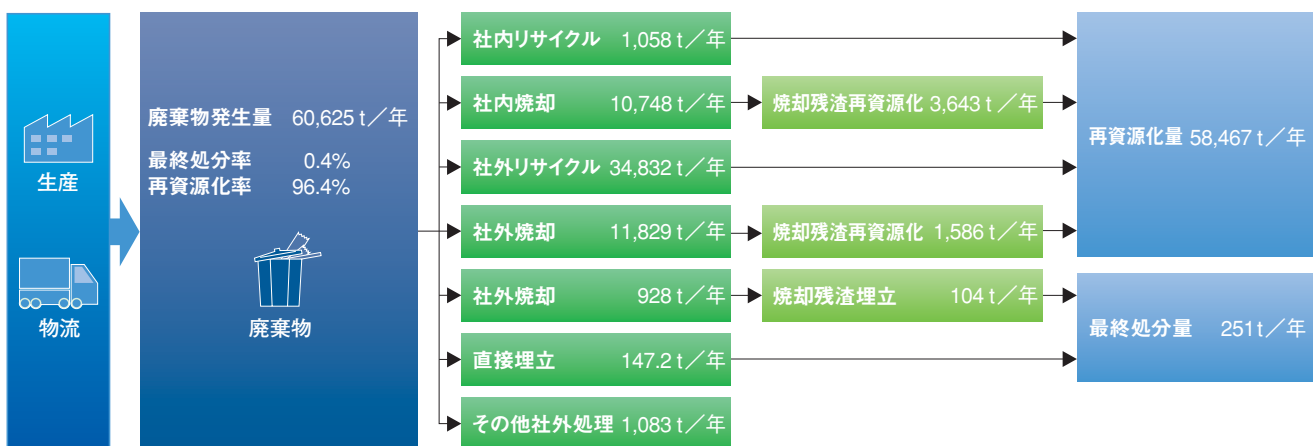 生産
物流
廃棄物発生量 60,625 t／年
最終処分率 0.4%
再資源化率 96.4%
廃棄物
社内リサイクル 1,058 t／年
社内焼却 10,748 t／年
焼却残渣再資源化 3,643 t／年
社外リサイクル 34,832 t／年
社外焼却 11,829 t／年
焼却残渣再資源化 1,586 t／年
社外焼却 928 t／年
焼却残渣埋立 104 t／年
直接埋立 147.2 t／年
その他社外処理 1,083 t／年
再資源化量 58,467 t／年
最終処分量 251 t／年